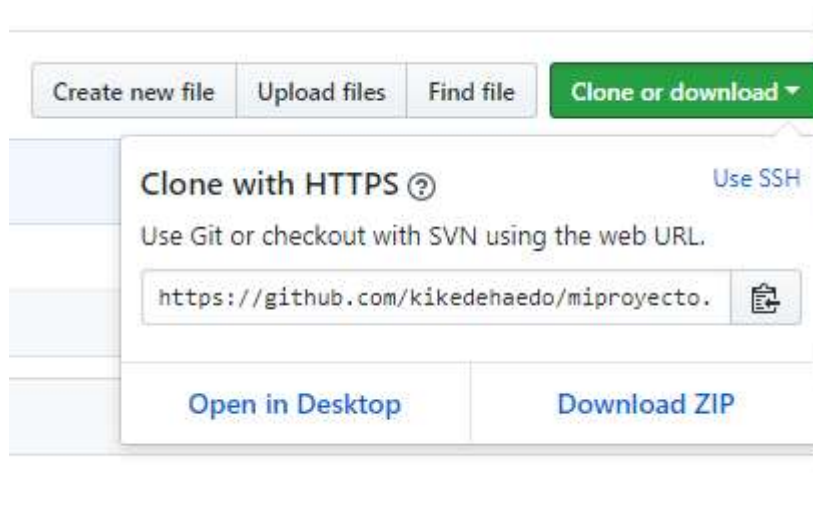 Create new file Upload files Find file Clone or download
Clone with HTTPS Use SSH
Use Git or checkout with SVN using the web URL.
https://github.com/kikedehaedo/miproyecto.
Open in Desktop Download ZIP